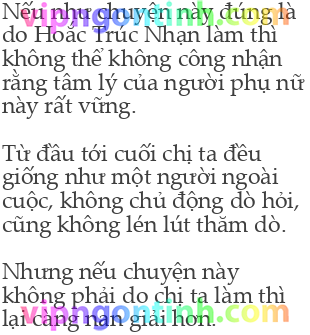 Nếu như chuyện này đúng là
do Hoắc Trúc Nhạn làm thì
không thể không công nhận
rằng tâm lý của người phụ nữ
này rất vững.
Từ đầu tới cuối chị ta đều
giống như một người ngoài
cuộc, không chủ động dò hỏi,
cũng không lén lút thăm dò.
Nhưng nếu chuyện này
không phải do chị ta làm thì
lại càng nan giải hơn.
vipngontinh.com
vipngontinh.com